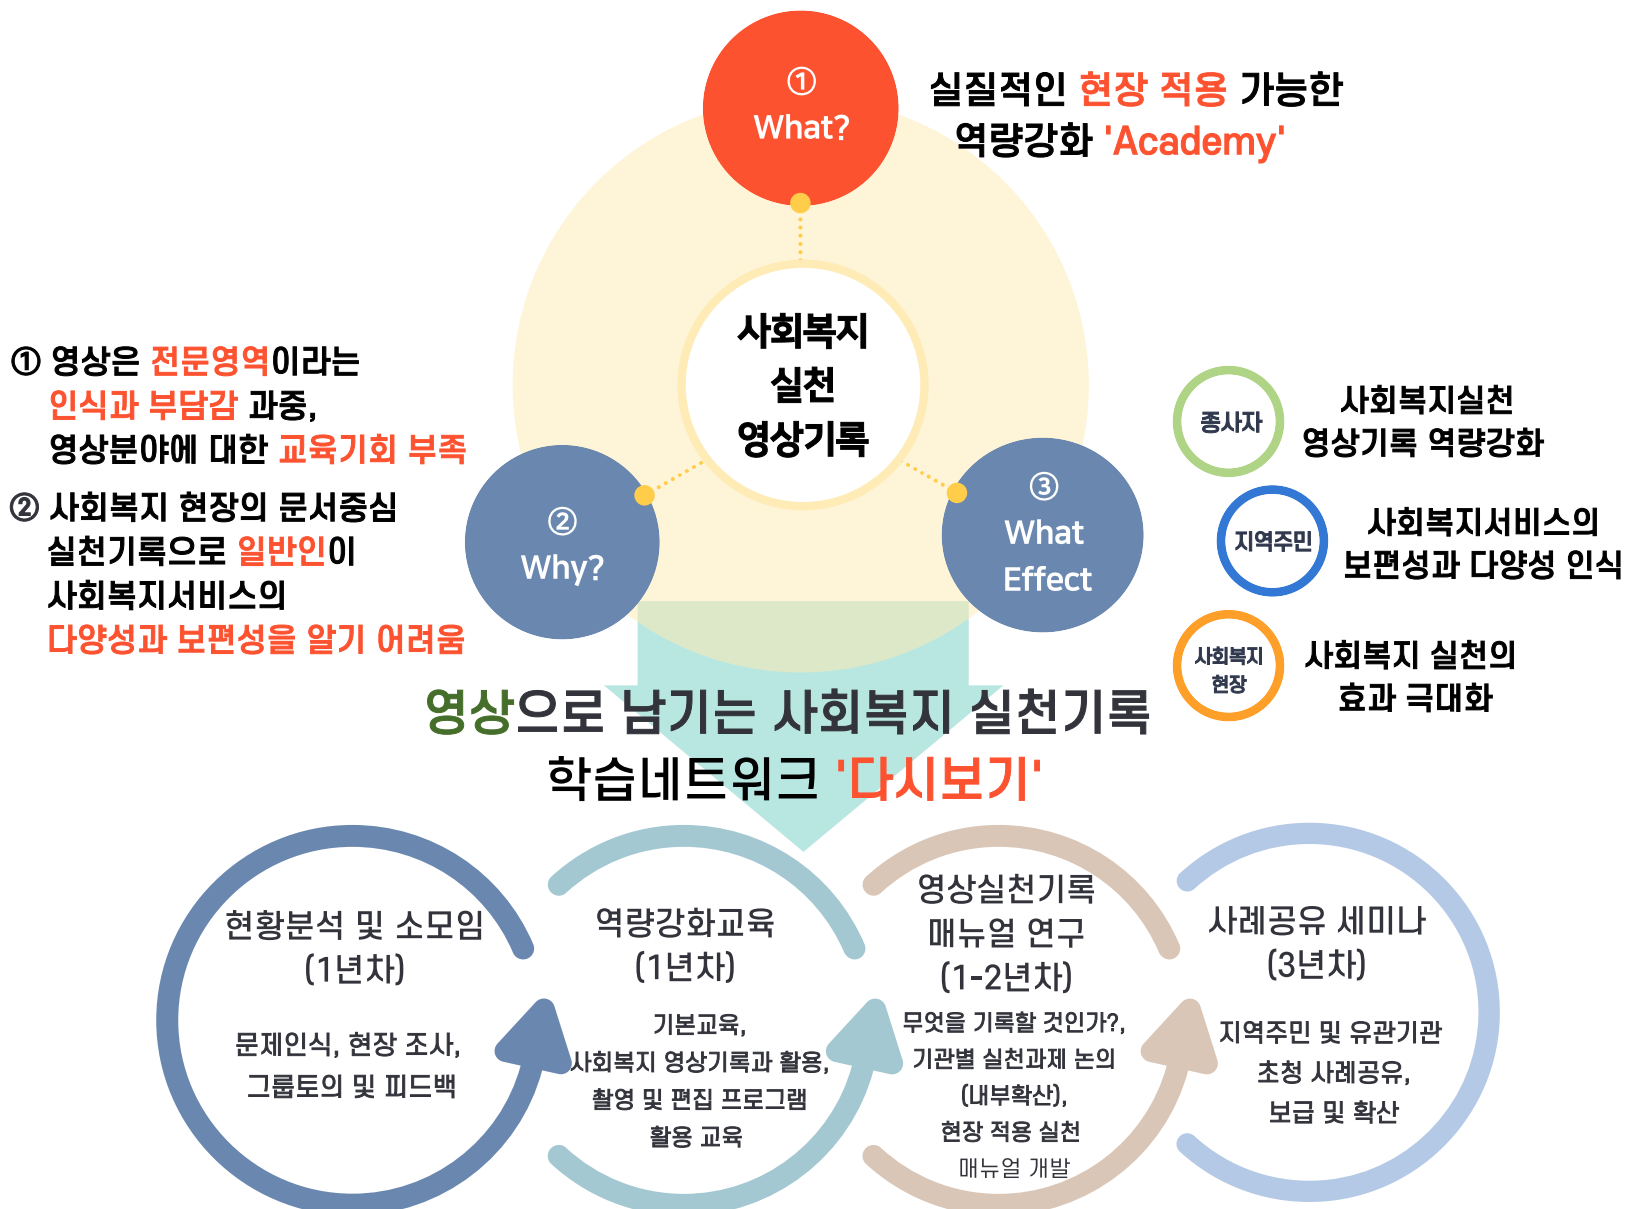 ①
What?
실질적인 현장 적용 가능한
역량강화 'Academy'
사회복지
실천
영상기록
① 영상은 전문영역이라는
인식과 부담감 과중,
영상분야에 대한 교육기회 부족
② 사회복지 현장의 문서중심
실천기록으로 일반인이
사회복지서비스의
다양성과 보편성을 알기 어려움
②
Why?
③
What
Effect
종사자
사회복지실천
영상기록 역량강화
지역주민
사회복지서비스의
보편성과 다양성 인식
사회복지
현장
사회복지 실천의
효과 극대화
영상으로 남기는 사회복지 실천기록
학습네트워크 '다시보기'
현황분석 및 소모임
(1년차)
문제인식, 현장 조사,
그룹토의 및 피드백
역량강화교육
(1년차)
기본교육,
사회복지 영상기록과 활용,
촬영 및 편집 프로그램
활용 교육
영상실천기록
매뉴얼 연구
(1-2년차)
무엇을 기록할 것인가?,
기관별 실천과제 논의
(내부확산),
현장 적용 실천
매뉴얼 개발
사례공유 세미나
(3년차)
지역주민 및 유관기관
초청 사례공유,
보급 및 확산